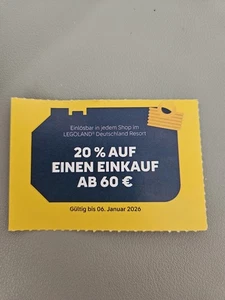 Einlösbar in jedem Shop im
LEGOLAND® Deutschland Resort
20 % AUF
EINEN EINKAUF
AB 60 €
Gültig bis 06. Januar 2026